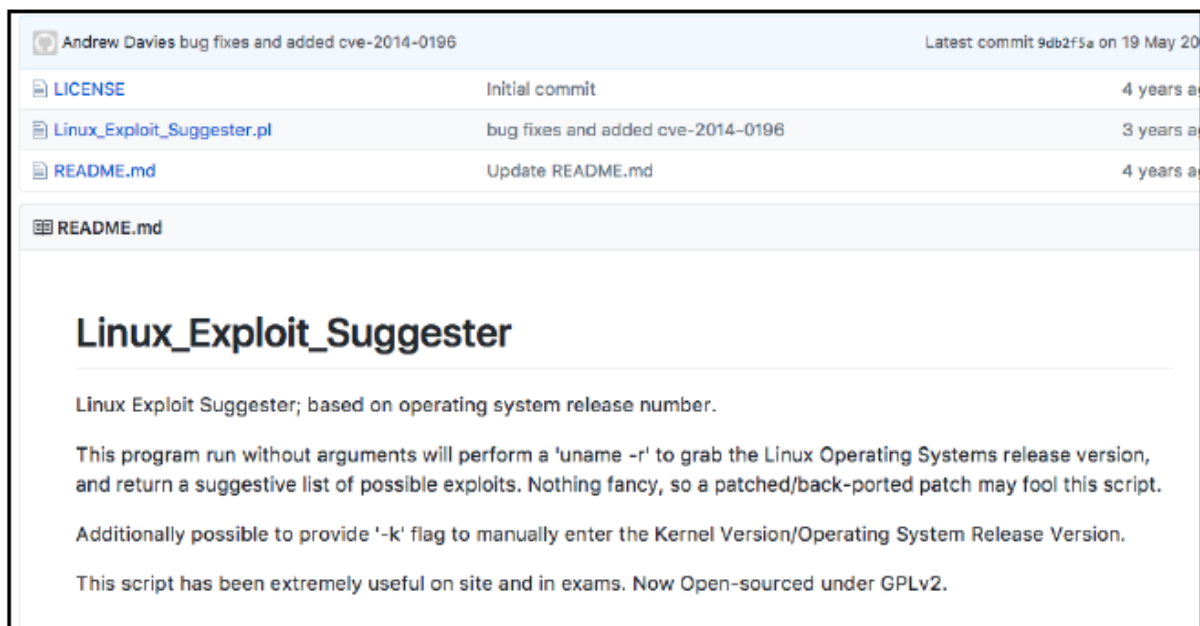 Andrew Davies bug fixes and added cve-2014-0196 Latest commit 9db2f5a on 19 May 20
LICENSE Initial commit 4 years ag
Linux_Exploit_Suggester.pl bug fixes and added cve-2014-0196 3 years ag
README.md Update README.md 4 years ag
README.md
Linux_Exploit_Suggester
Linux Exploit Suggester; based on operating system release number.
This program run without arguments will perform a 'uname -r' to grab the Linux Operating Systems release version,
and return a suggestive list of possible exploits. Nothing fancy, so a patched/back-ported patch may fool this script.
Additionally possible to provide '-k' flag to manually enter the Kernel Version/Operating System Release Version.
This script has been extremely useful on site and in exams. Now Open-sourced under GPLv2.